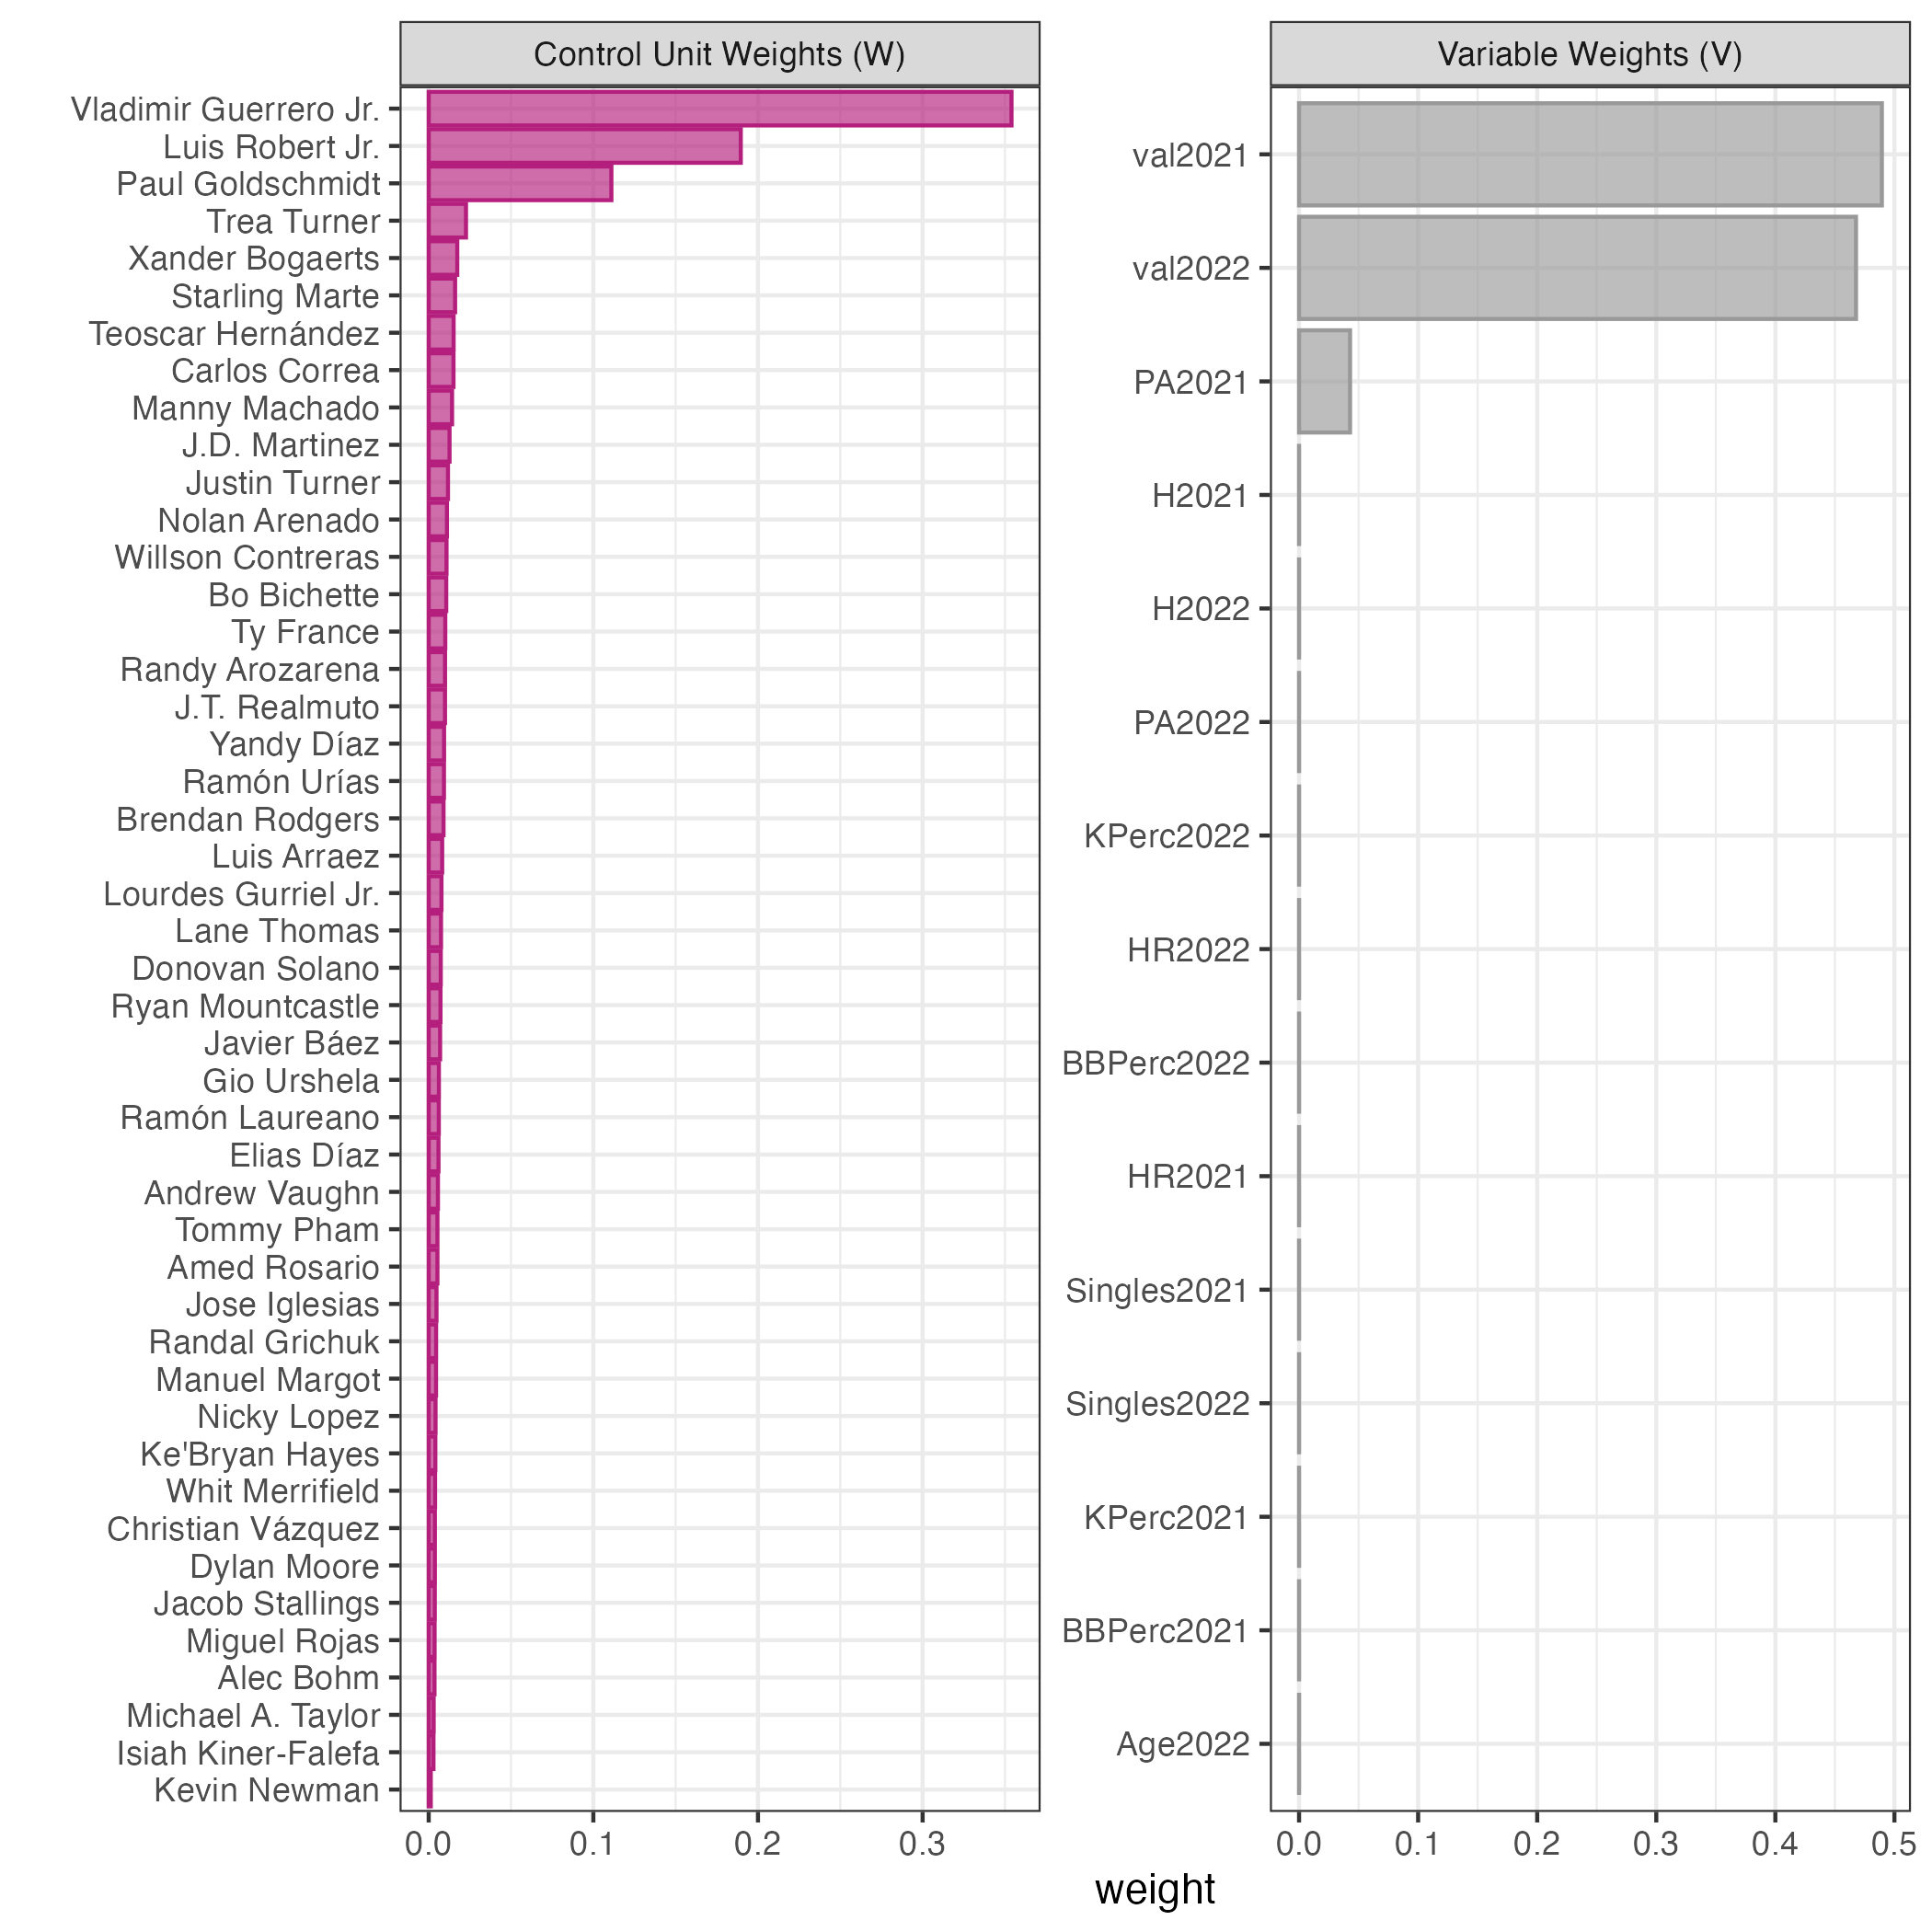 Control Unit Weights (W)
Vladimir Guerrero Jr.
Luis Robert Jr.
Paul Goldschmidt
Trea Turner
Xander Bogaerts
Starling Marte
Teoscar Hernández
Carlos Correa
Manny Machado
J.D. Martinez
Justin Turner
Nolan Arenado
Willson Contreras
Bo Bichette
Ty France
Randy Arozarena
J.T. Realmuto
Yandy Díaz
Ramón Urías
Brendan Rodgers
Luis Arraez
Lourdes Gurriel Jr.
Lane Thomas
Donovan Solano
Ryan Mountcastle
Javier Báez
Gio Urshela
Ramón Laureano
Elias Díaz
Andrew Vaughn
Tommy Pham
Amed Rosario
Jose Iglesias
Randal Grichuk
Manuel Margot
Nicky Lopez
Ke'Bryan Hayes
Whit Merrifield
Christian Vázquez
Dylan Moore
Jacob Stallings
Miguel Rojas
Alec Bohm
Michael A. Taylor
Isiah Kiner-Falefa
Kevin Newman
0.0 0.1 0.2 0.3
Variable Weights (V)
val2021
val2022
PA2021
H2021
H2022
PA2022
KPerc2022
HR2022
BBPerc2022
HR2021
Singles2021
Singles2022
KPerc2021
BBPerc2021
Age2022
0.0 0.1 0.2 0.3 0.4 0.5
weight